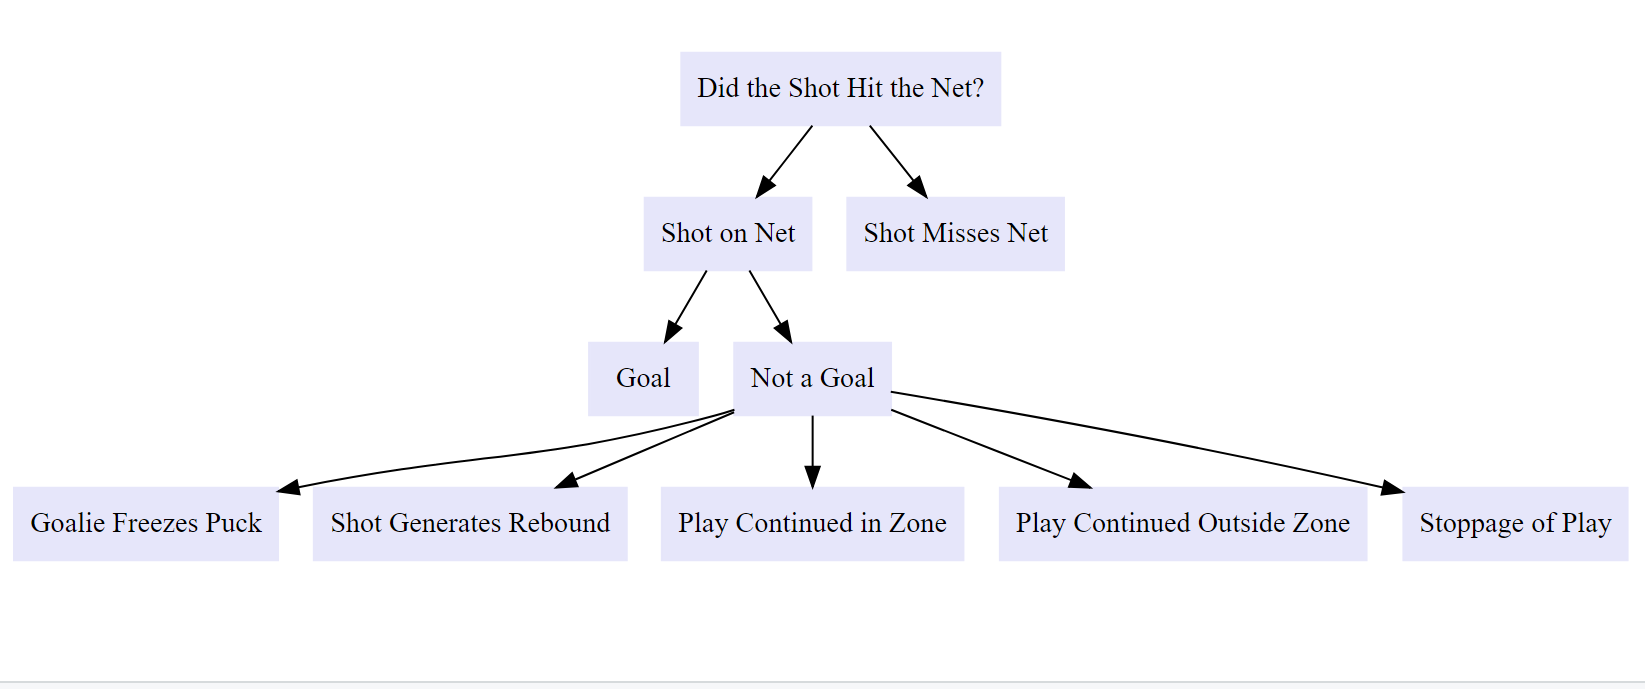 Did the Shot Hit the Net?
Shot on Net
Shot Misses Net
Goal
Not a Goal
Goalie Freezes Puck
Shot Generates Rebound
Play Continued in Zone
Play Continued Outside Zone
Stoppage of Play